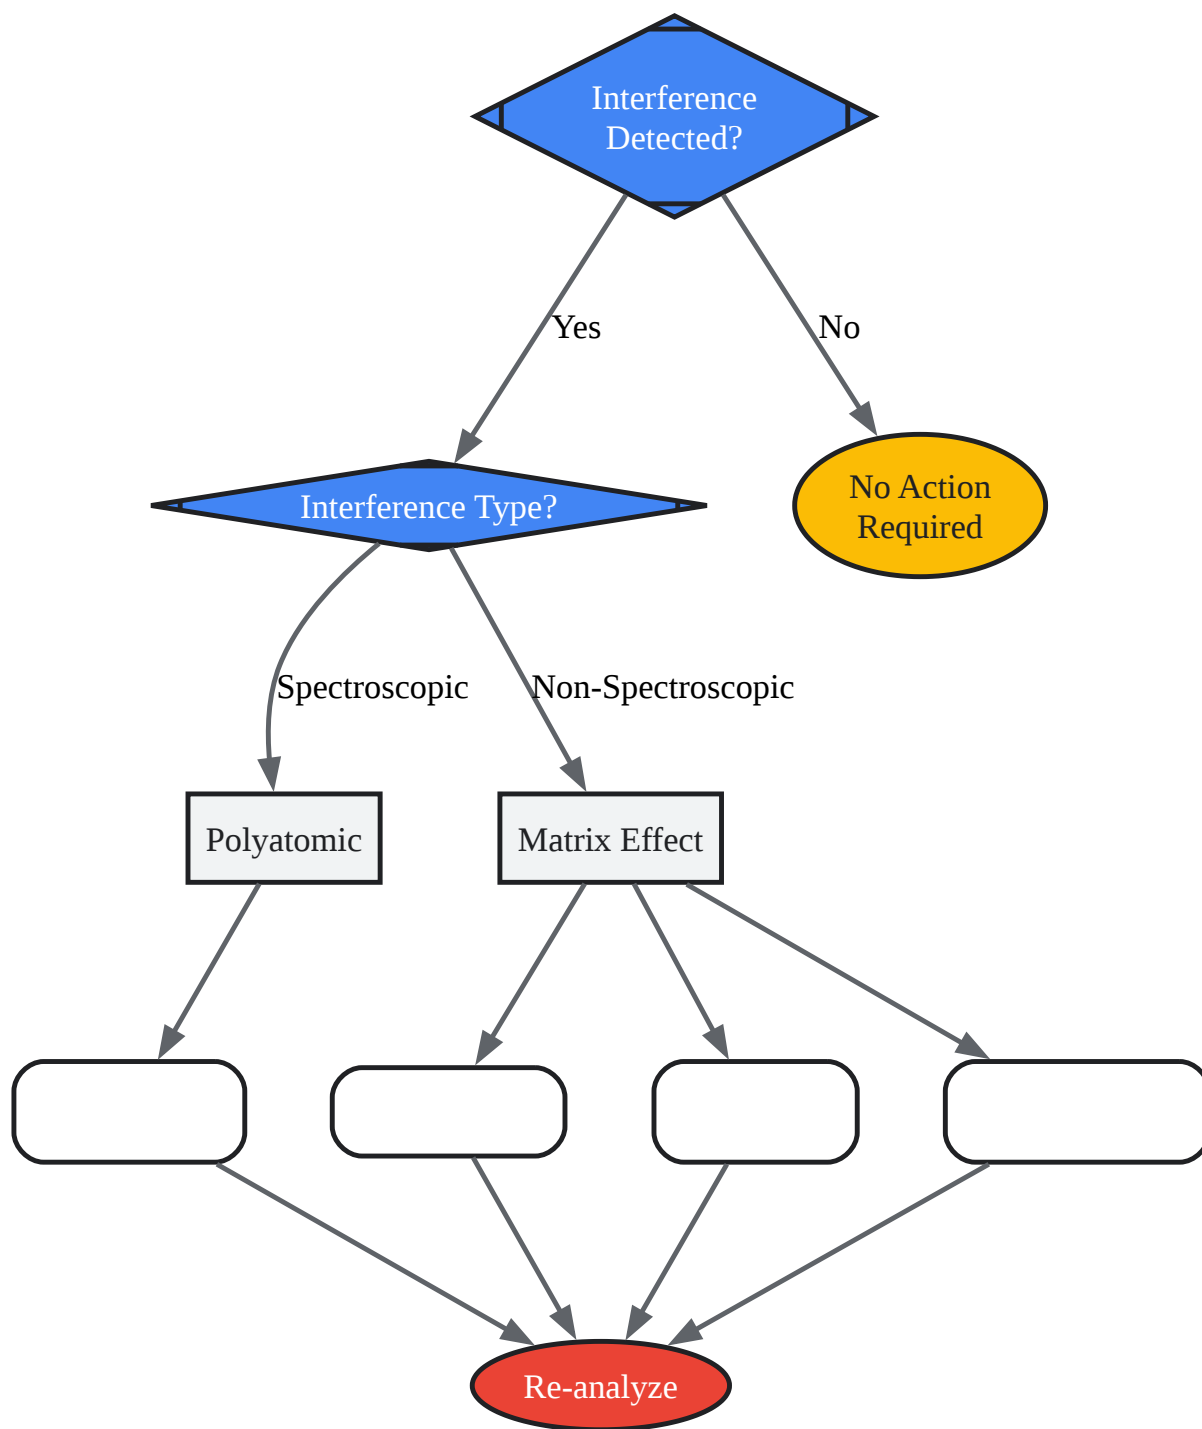 Interference
Detected?
Yes
No
Interference Type?
No Action
Required
Spectroscopic
Non-Spectroscopic
Polyatomic
Matrix Effect
Re-analyze